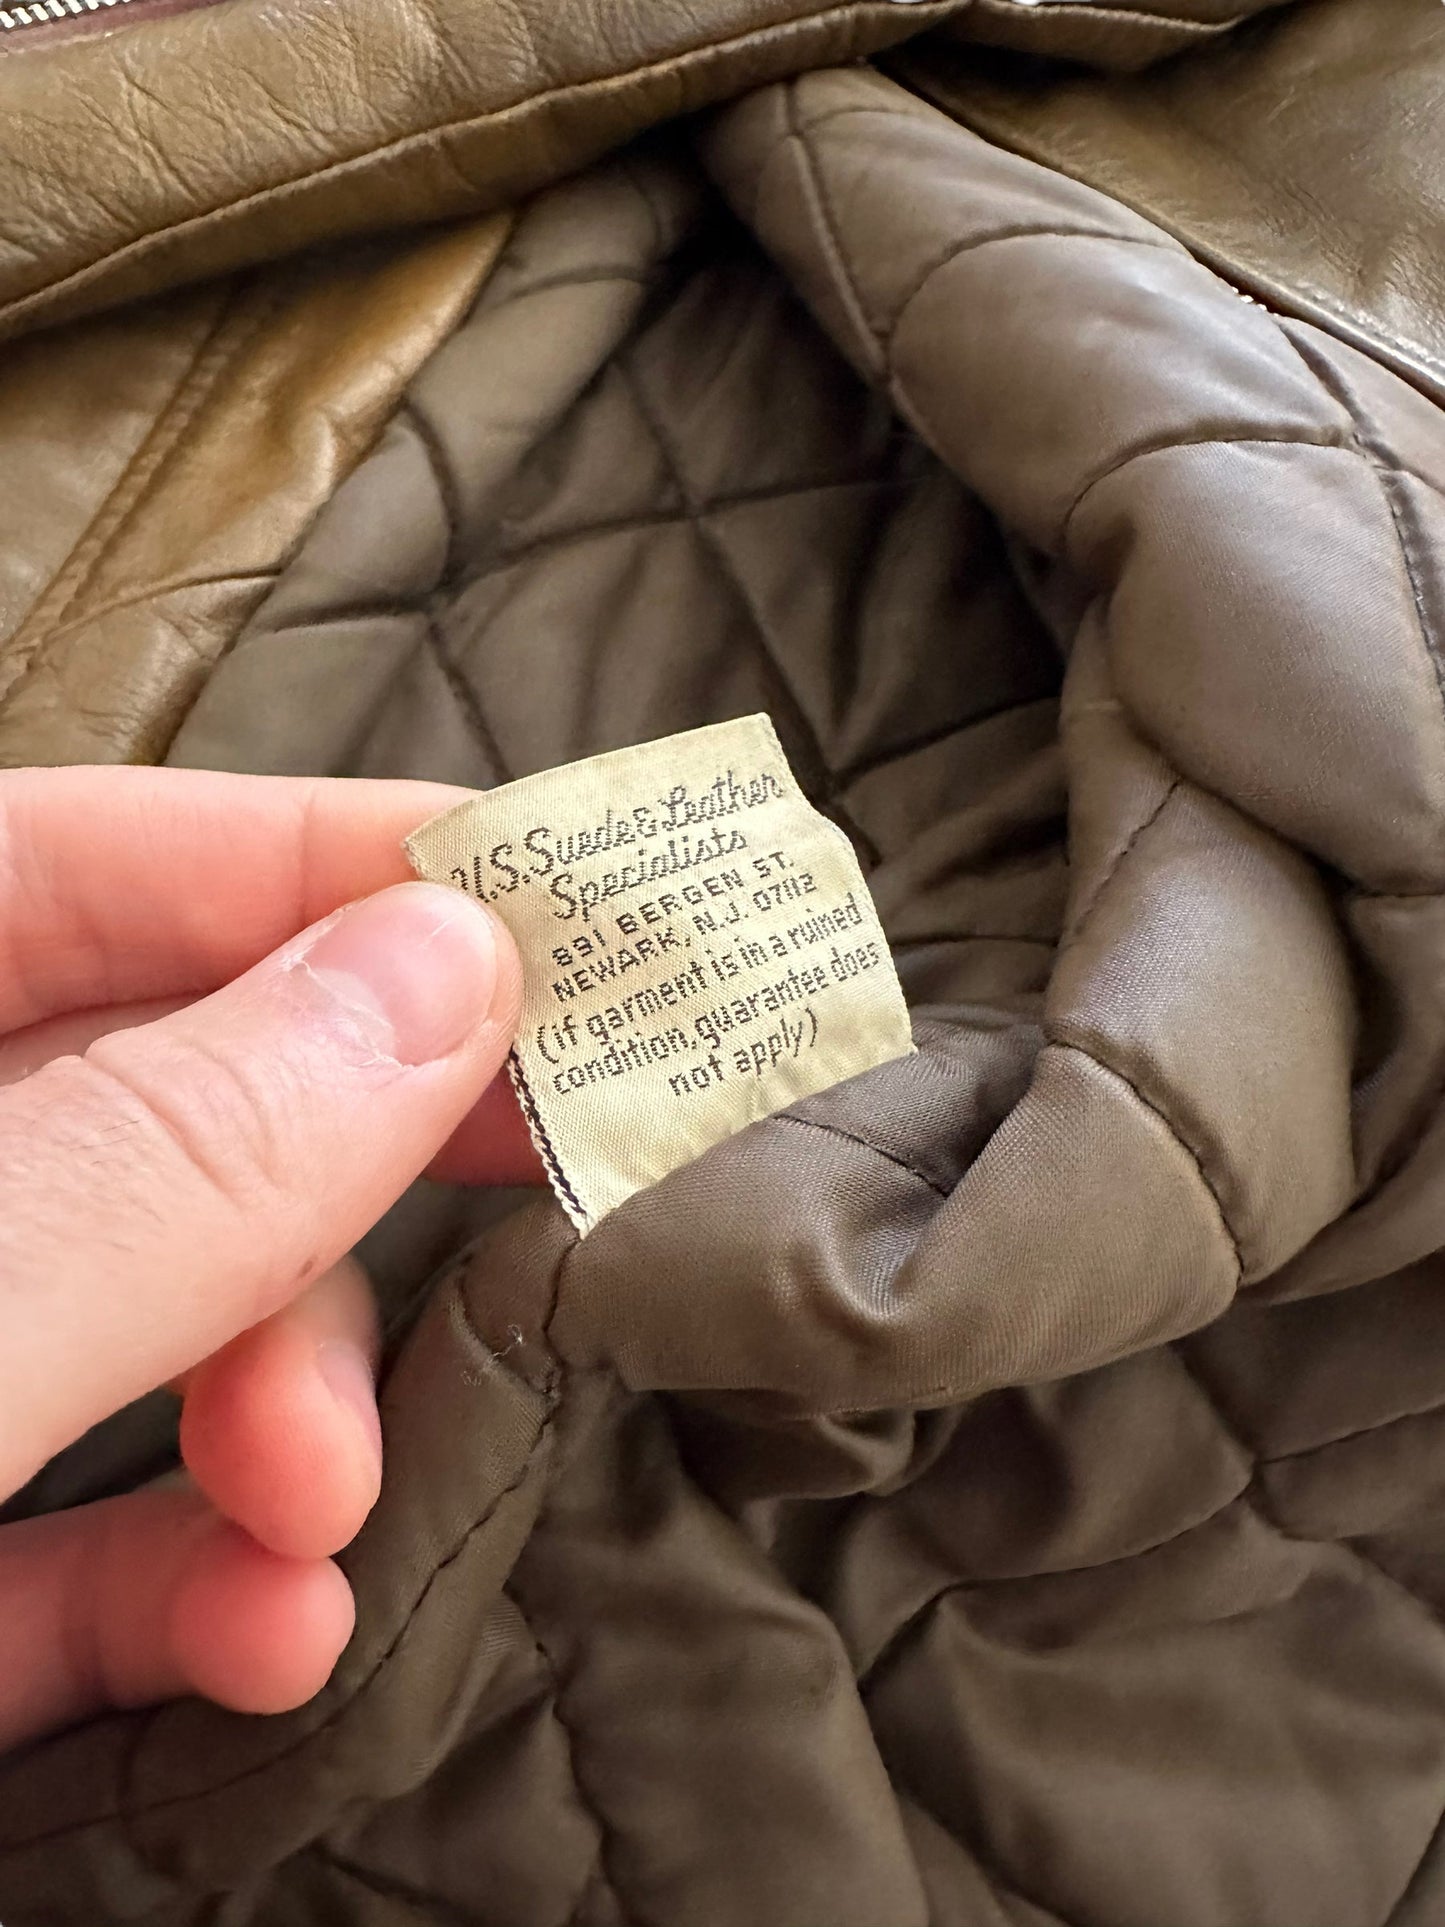 U.S. Suede & Leather
Specialists
891 BERGEN ST.
NEWARK, N.J. 07112
(if garment is in a ruined
condition, guarantee does
not apply)